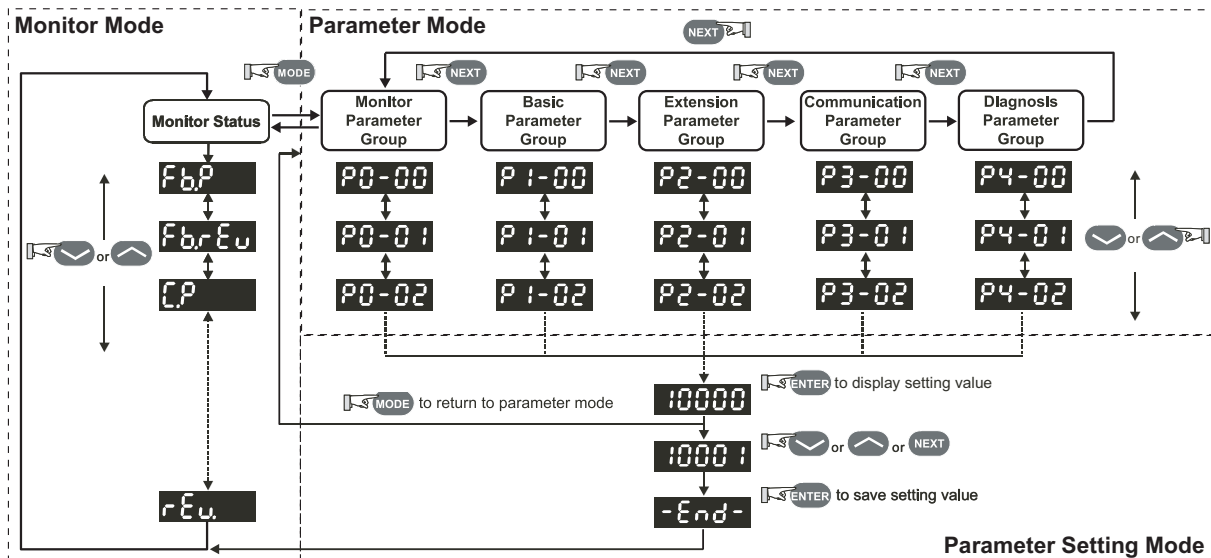 Monitor Mode
Parameter Mode
NEXT
MODE
NEXT
NEXT
NEXT
NEXT
Monitor Status
Monitor
Parameter
Group
Basic
Parameter
Group
Extension
Parameter
Group
Communication
Parameter
Group
Diagnosis
Parameter
Group
Fb.P
P0-00
P1-00
P2-00
P3-00
P4-00
or
Fb.rEu
P0-01
P1-01
P2-01
P3-01
P4-01
or
C.P
P0-02
P1-02
P2-02
P3-02
P4-02
10000
ENTER to display setting value
MODE to return to parameter mode
10001
or or NEXT
rEu.
-End-
ENTER to save setting value
Parameter Setting Mode